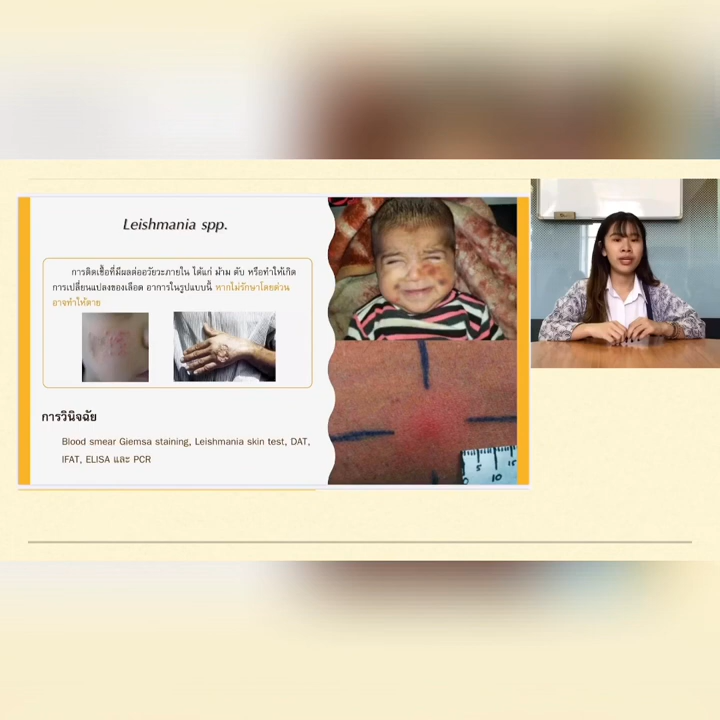 Leishmania spp.
การติดเชื้อที่มีผลต่ออวัยวะภายใน ได้แก่ ม้าม ตับ หรือทำให้เกิด
การเปลี่ยนแปลงของเลือด อาการในรูปแบบนี้ หากไม่รักษาโดยด่วน
อาจทำให้ตาย
การวินิจฉัย
Blood smear Giemsa staining, Leishmania skin test, DAT,
IFAT, ELISA และ PCR
5 10